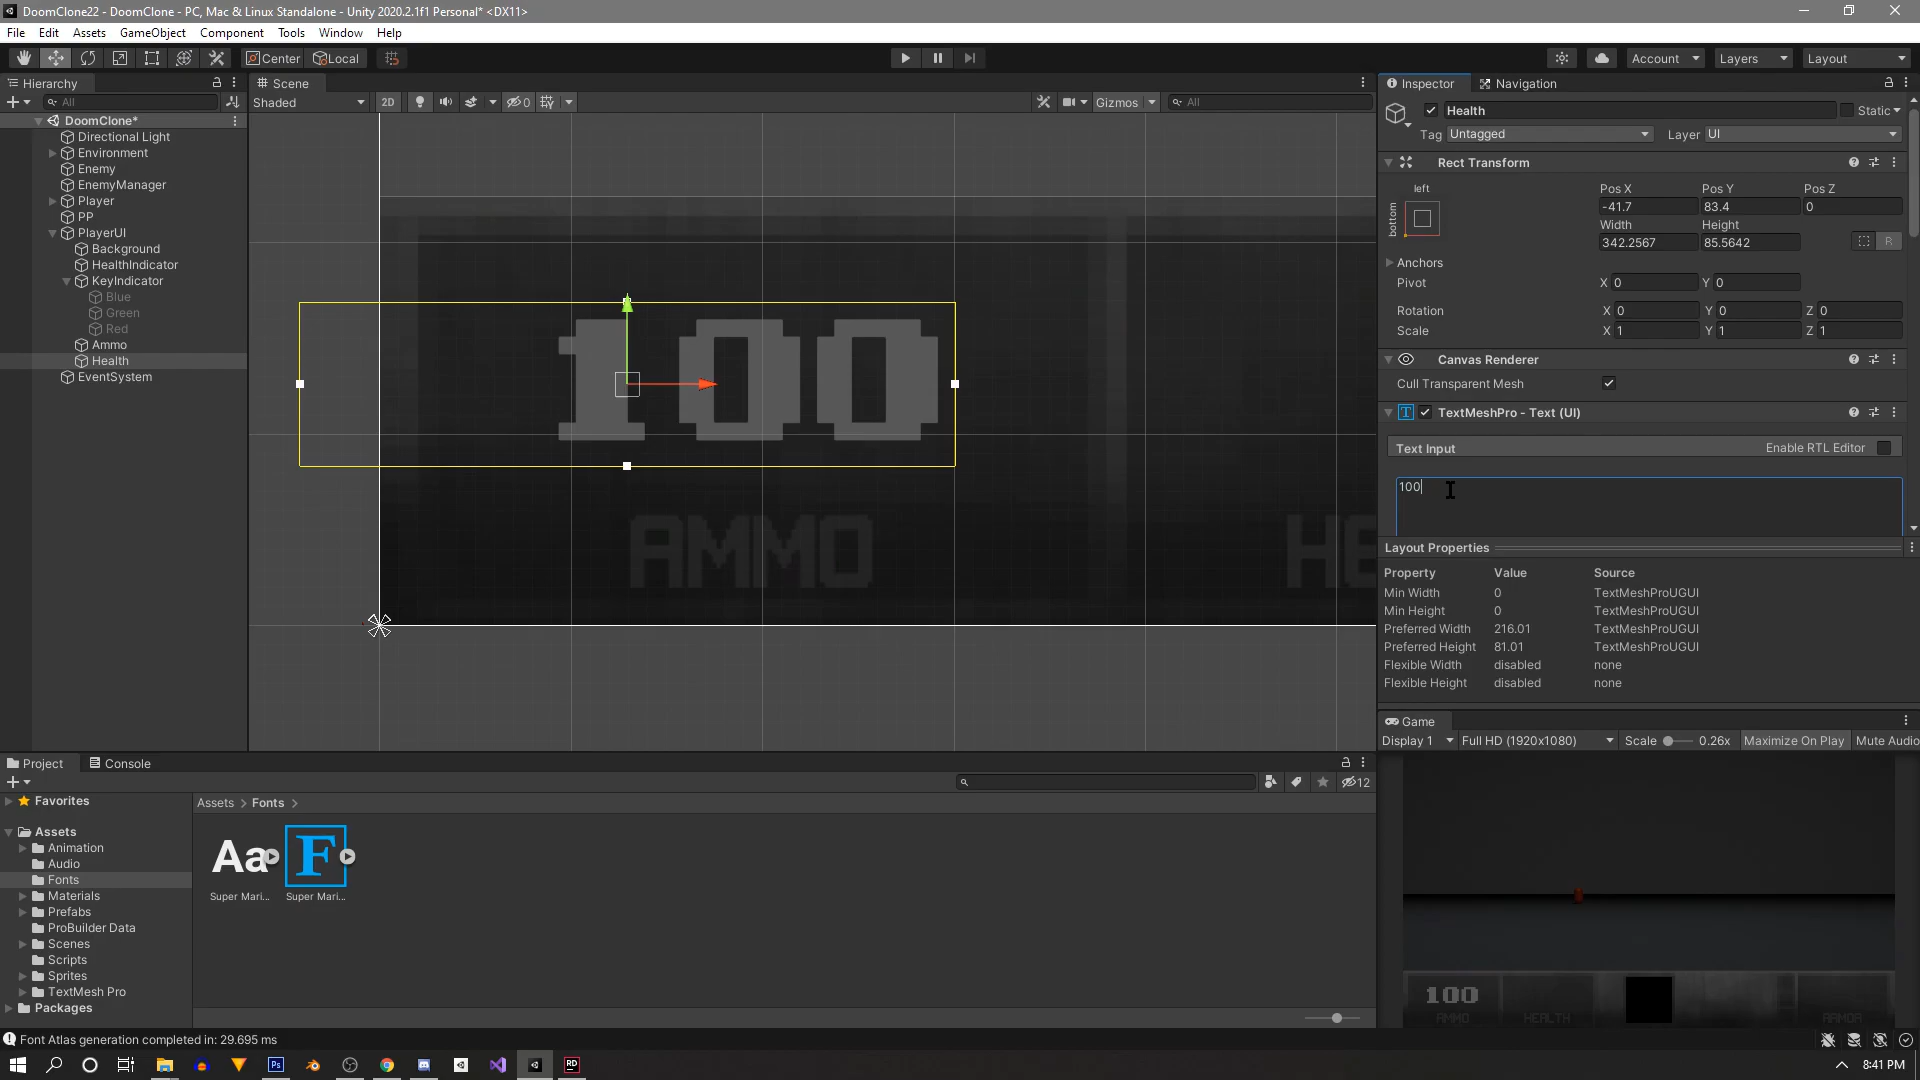 DoomClone22 - DoomClone - PC, Mac & Linux Standalone - Unity 2020.2.1f1 Personal* <DX11>
File Edit Assets GameObject Component Tools Window Help
Center Local Account Layers Layout
Hierarchy
All
DoomClone*
Directional Light
Environment
Enemy
EnemyManager
Player
PP
PlayerUI
Background
HealthIndicator
KeyIndicator
Blue
Green
Red
Ammo
Health
EventSystem
Scene
Shaded 2D 0 Gizmos All
100
AMMO
HE
Inspector Navigation
Health Static
Tag Untagged Layer UI
Rect Transform
left
bottom
Pos X Pos Y Pos Z
-41.7 83.4 0
Width Height
342.2567 85.5642 R
Anchors
Pivot X 0 Y 0
Rotation X 0 Y 0 Z 0
Scale X 1 Y 1 Z 1
Canvas Renderer
Cull Transparent Mesh
TextMeshPro - Text (UI)
Text Input Enable RTL Editor
100
Layout Properties
Property Value Source
Min Width 0 TextMeshProUGUI
Min Height 0 TextMeshProUGUI
Preferred Width 216.01 TextMeshProUGUI
Preferred Height 81.01 TextMeshProUGUI
Flexible Width disabled none
Flexible Height disabled none
Game
Display 1 Full HD (1920x1080) Scale 0.26x Maximize On Play Mute Audio
100
AMMO HEALTH ARMOR
Project Console
12
Favorites
Assets
Animation
Audio
Fonts
Materials
Prefabs
ProBuilder Data
Scenes
Scripts
Sprites
TextMesh Pro
Packages
Assets > Fonts >
Aa F
Super Mari... Super Mari...
Font Atlas generation completed in: 29.695 ms
Ps RD
8:41 PM